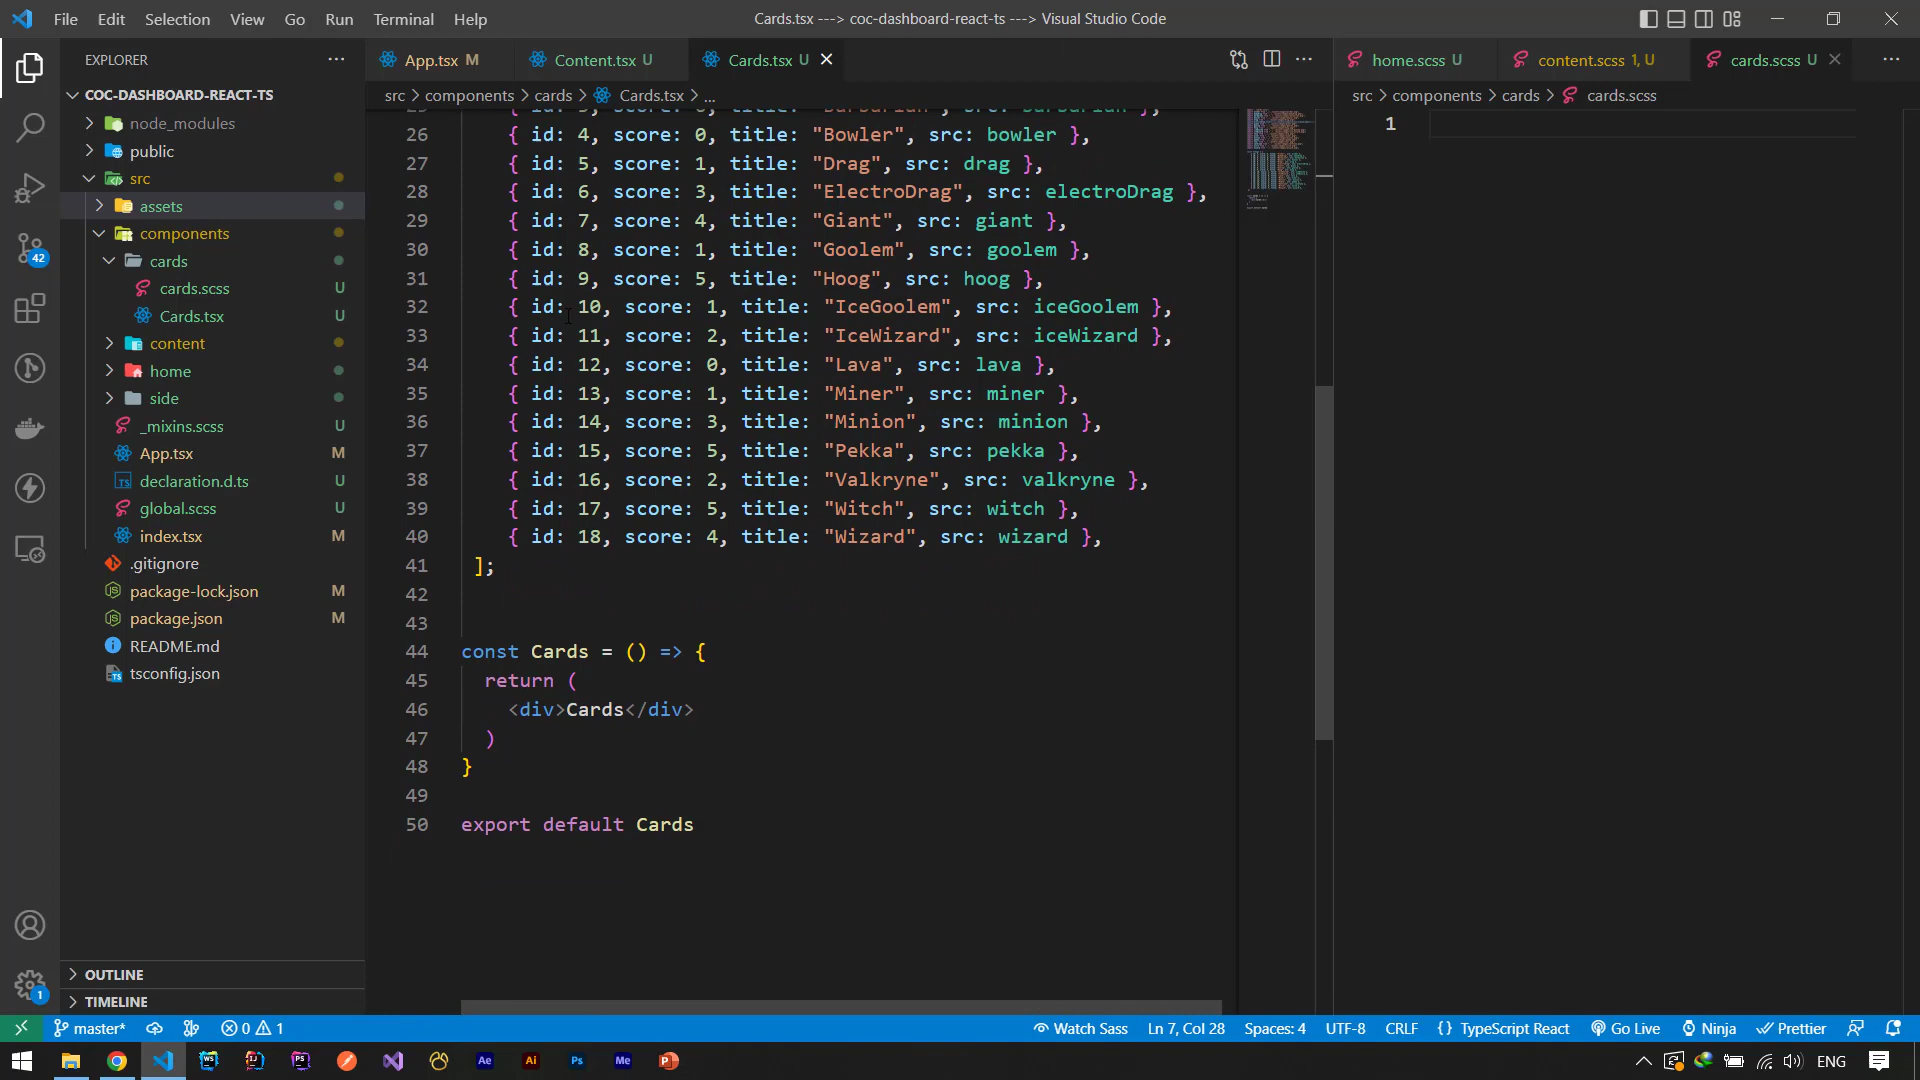 File Edit Selection View Go Run Terminal Help
Cards.tsx ---> coc-dashboard-react-ts ---> Visual Studio Code
EXPLORER
COC-DASHBOARD-REACT-TS
node_modules
public
src
assets
components
cards
cards.scss U
Cards.tsx U
content
home
side
_mixins.scss U
App.tsx M
declaration.d.ts U
global.scss U
index.tsx M
.gitignore
package-lock.json M
package.json M
README.md
tsconfig.json
OUTLINE
TIMELINE
42
1
App.tsx M Content.tsx U Cards.tsx U
src > components > cards > Cards.tsx > ...
26 { id: 4, score: 0, title: "Bowler", src: bowler },
27 { id: 5, score: 1, title: "Drag", src: drag },
28 { id: 6, score: 3, title: "ElectroDrag", src: electroDrag },
29 { id: 7, score: 4, title: "Giant", src: giant },
30 { id: 8, score: 1, title: "Goolem", src: goolem },
31 { id: 9, score: 5, title: "Hoog", src: hoog },
32 { id: 10, score: 1, title: "IceGoolem", src: iceGoolem },
33 { id: 11, score: 2, title: "IceWizard", src: iceWizard },
34 { id: 12, score: 0, title: "Lava", src: lava },
35 { id: 13, score: 1, title: "Miner", src: miner },
36 { id: 14, score: 3, title: "Minion", src: minion },
37 { id: 15, score: 5, title: "Pekka", src: pekka },
38 { id: 16, score: 2, title: "Valkryne", src: valkryne },
39 { id: 17, score: 5, title: "Witch", src: witch },
40 { id: 18, score: 4, title: "Wizard", src: wizard },
41 ];
42
43
44 const Cards = () => {
45 return (
46 <div>Cards</div>
47 )
48 }
49
50 export default Cards
home.scss U content.scss 1, U cards.scss U
src > components > cards > cards.scss
1
master* 0 1 Watch Sass Ln 7, Col 28 Spaces: 4 UTF-8 CRLF {} TypeScript React Go Live Ninja Prettier
WS IJ PS Ae Ai Ps Me P ENG